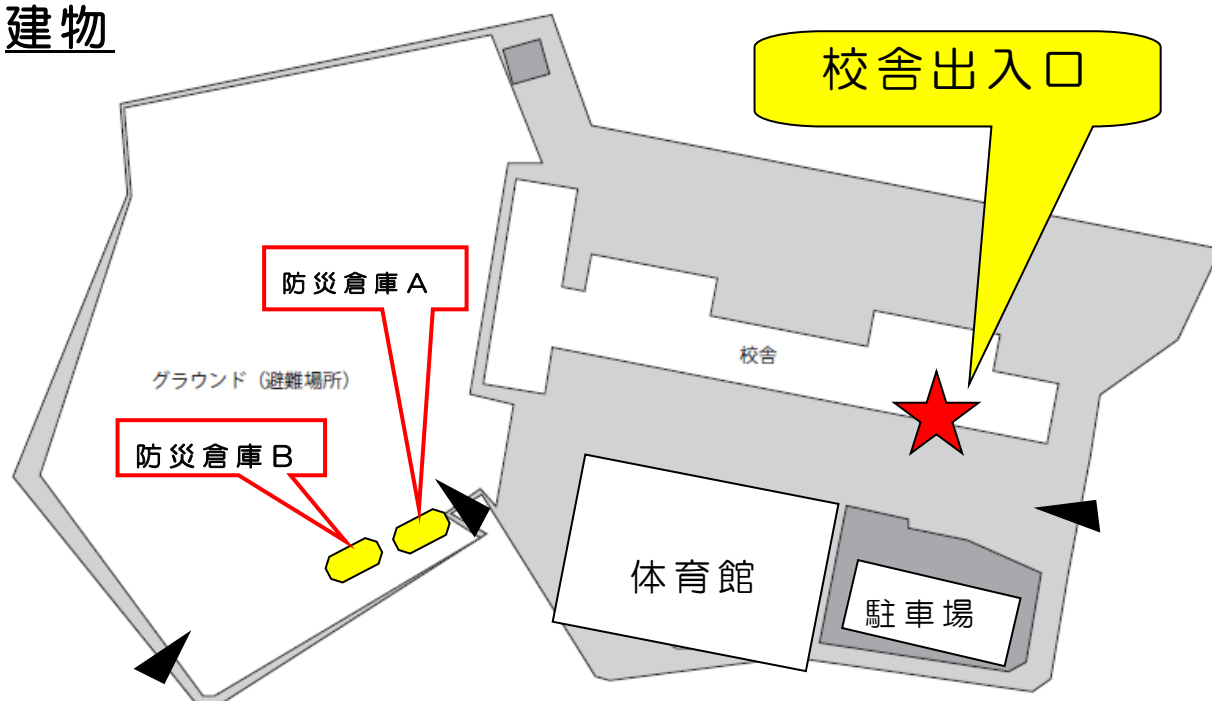 建物
校舎出入口
防災倉庫A
校舎
グラウンド（避難場所）
防災倉庫B
体育館
駐車場